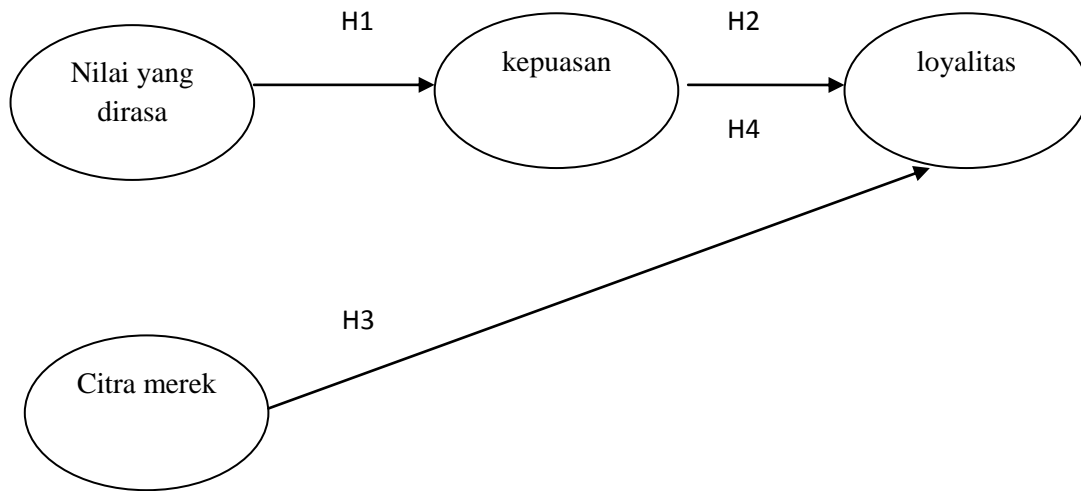 H1
H2
Nilai yang
dirasa
kepuasan
loyalitas
H4
H3
Citra merek